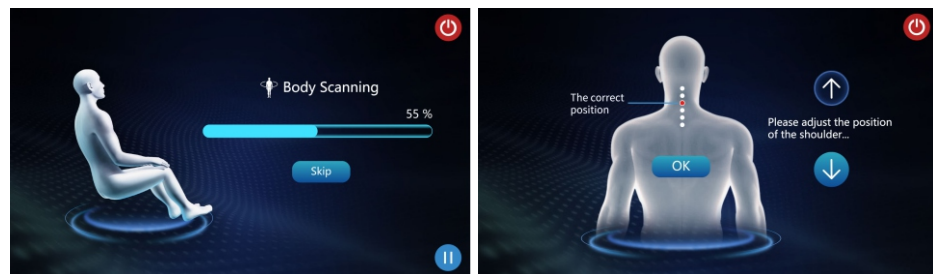 Body Scanning
55 %
Skip
The correct
position
Please adjust the position
of the shoulder...
OK